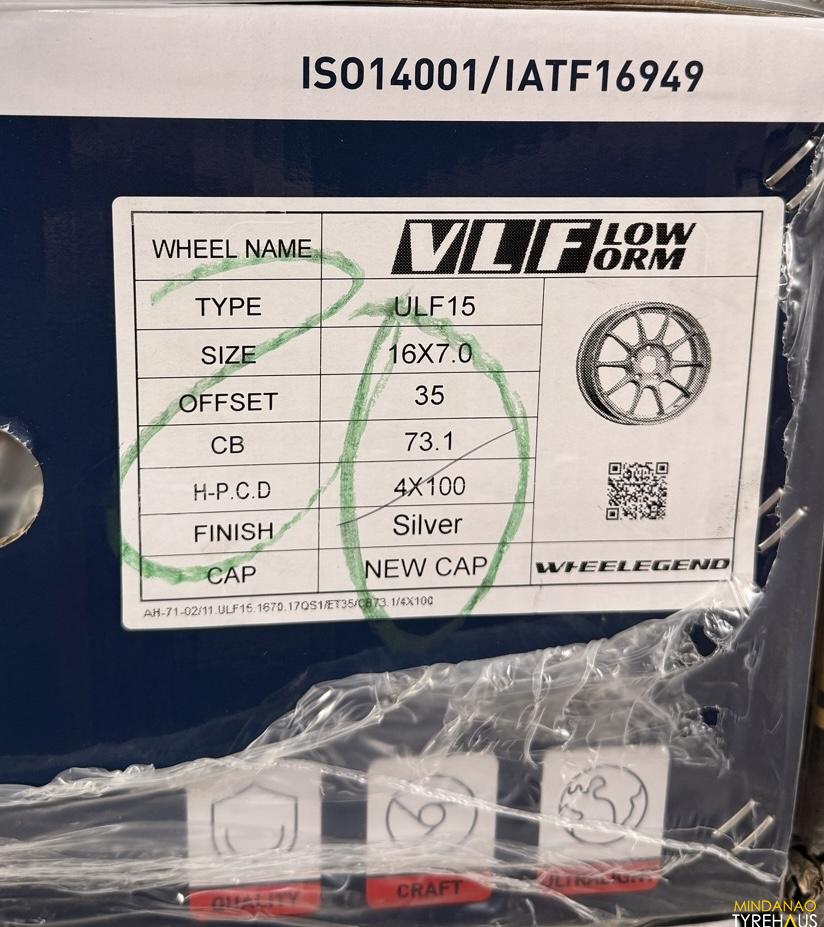 ISO14001/IATF16949
WHEEL NAME VLF LOW FORM
TYPE ULF15
SIZE 16X7.0
OFFSET 35
CB 73.1
H-P.C.D 4X100
FINISH Silver
CAP NEW CAP
WHEELEGEND
AH-71-02/11.ULF15.1670.17QS1/ET35/CB73.1/4X100
QUALITY CRAFT ULTRALIGHT
MINDANAO
TYREHAUS